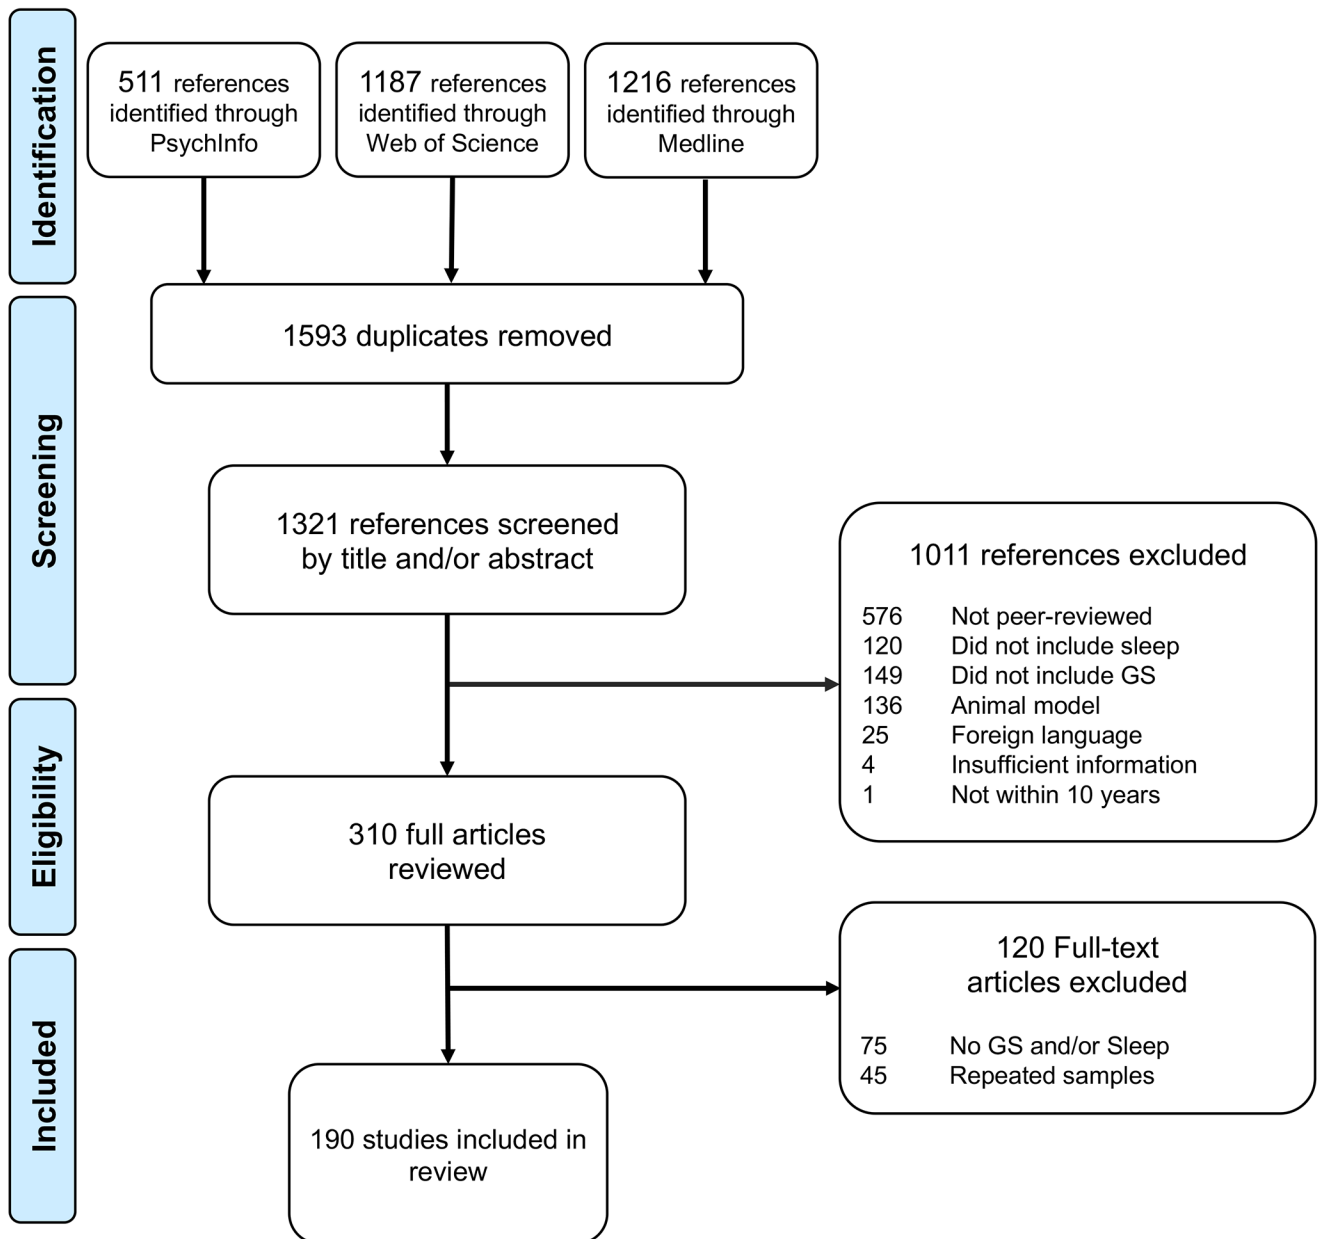 Identification
511 references
identified through
PsychInfo
1187 references
identified through
Web of Science
1216 references
identified through
Medline
Screening
1593 duplicates removed
1321 references screened
by title and/or abstract
1011 references excluded
576 Not peer-reviewed
120 Did not include sleep
149 Did not include GS
136 Animal model
25 Foreign language
4 Insufficient information
1 Not within 10 years
Eligibility
310 full articles
reviewed
120 Full-text
articles excluded
75 No GS and/or Sleep
45 Repeated samples
Included
190 studies included in
review